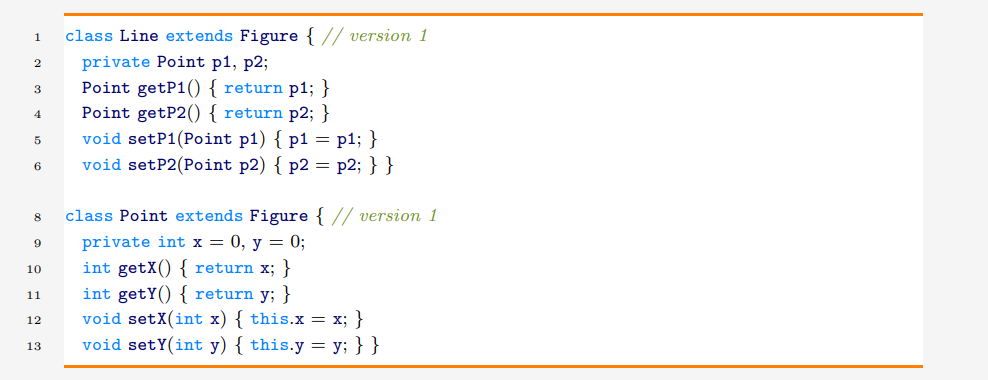 1 class Line extends Figure { // version 1
2 private Point p1, p2;
3 Point getP1() { return p1; }
4 Point getP2() { return p2; }
5 void setP1(Point p1) { p1 = p1; }
6 void setP2(Point p2) { p2 = p2; } }
8 class Point extends Figure { // version 1
9 private int x = 0, y = 0;
10 int getX() { return x; }
11 int getY() { return y; }
12 void setX(int x) { this.x = x; }
13 void setY(int y) { this.y = y; } }